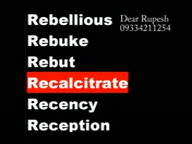 Rebellious
Dear Rupesh
09334211254
Rebuke
Rebut
Recalcitrate
Recency
Reception